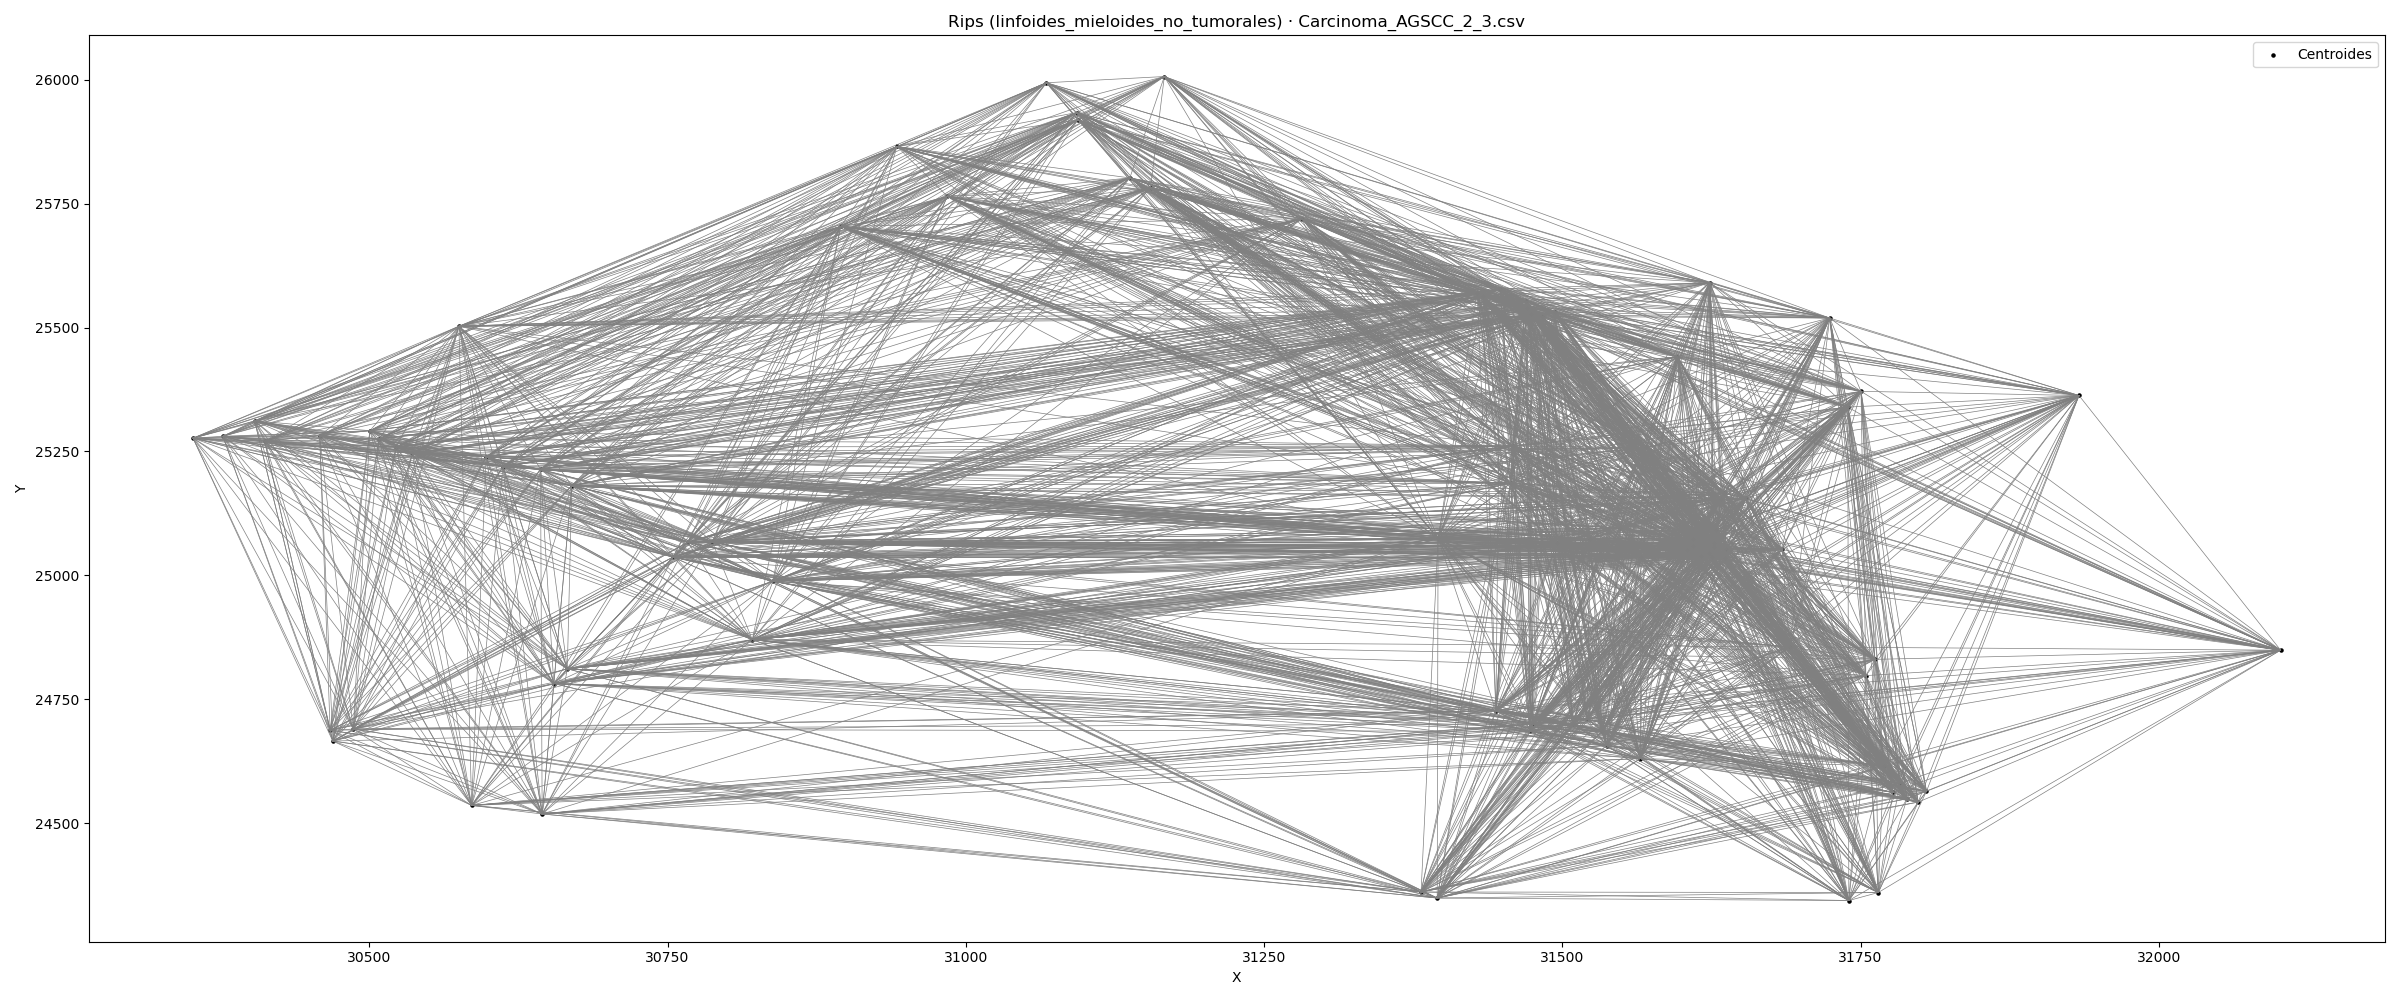 Rips (linfoides_mieloides_no_tumorales) · Carcinoma_AGSCC_2_3.csv
Centroides
26000
25750
25500
25250
25000
24750
24500
Y
30500 30750 31000 31250 31500 31750 32000
X